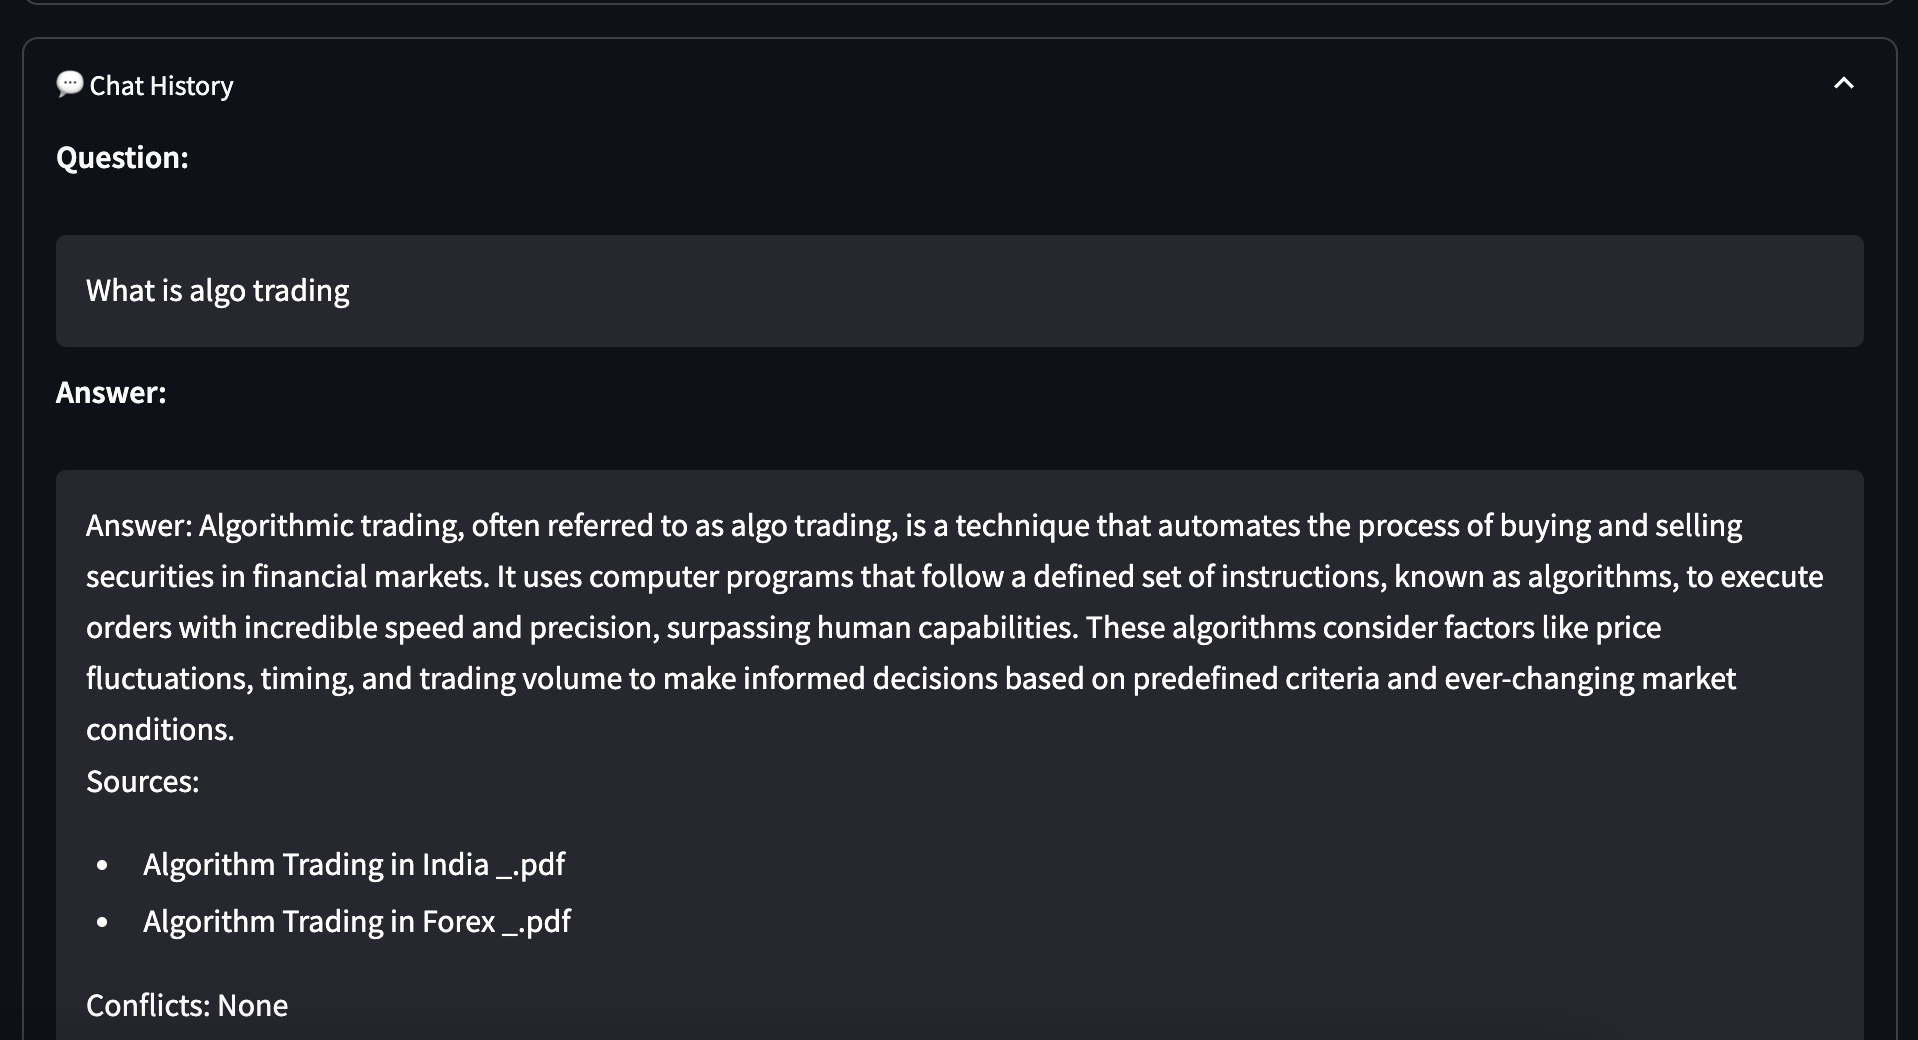 💬 Chat History
Question:
What is algo trading
Answer:
Answer: Algorithmic trading, often referred to as algo trading, is a technique that automates the process of buying and selling
securities in financial markets. It uses computer programs that follow a defined set of instructions, known as algorithms, to execute
orders with incredible speed and precision, surpassing human capabilities. These algorithms consider factors like price
fluctuations, timing, and trading volume to make informed decisions based on predefined criteria and ever-changing market
conditions.
Sources:
• Algorithm Trading in India _.pdf
• Algorithm Trading in Forex _.pdf
Conflicts: None